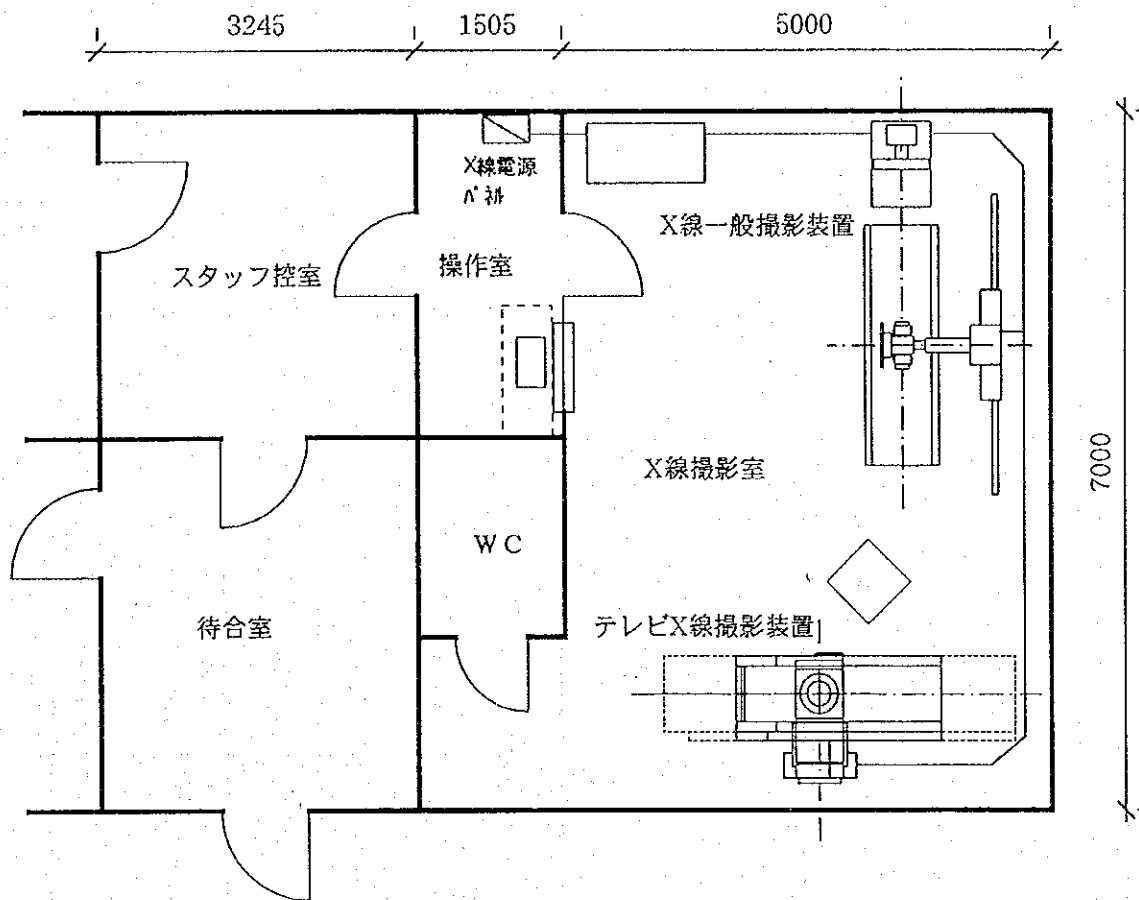 3245
1505
5000
X線電源
パネル
X線一般撮影装置
スタッフ控室
操作室
X線撮影室
7000
WC
待合室
テレビX線撮影装置